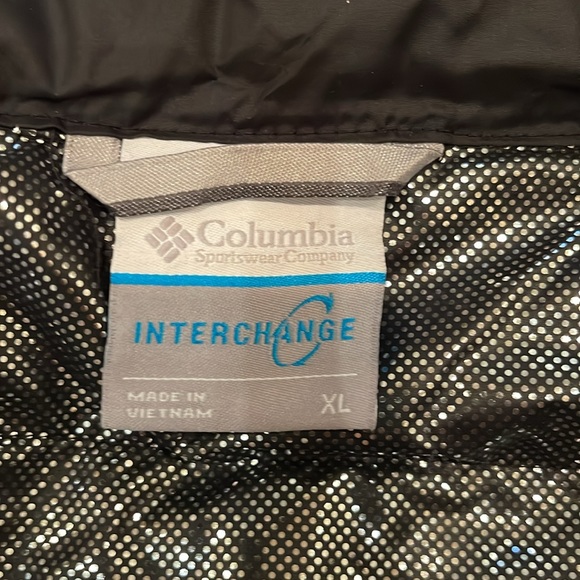 Columbia
Sportswear Company
INTERCHANGE
MADE IN
VIETNAM
XL